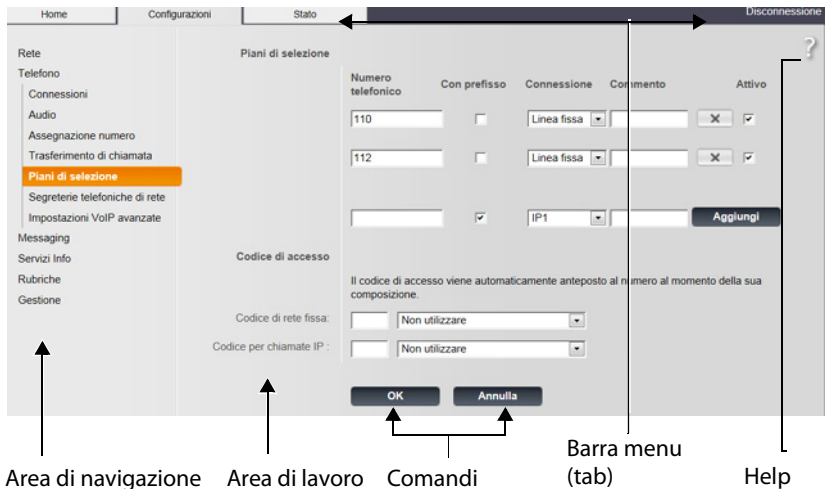 Home Configurazioni Stato Disconnessione
Rete
Telefono
Connessioni
Audio
Assegnazione numero
Trasferimento di chiamata
Piani di selezione
Segreterie telefoniche di rete
Impostazioni VoIP avanzate
Messaging
Servizi Info
Rubriche
Gestione
Piani di selezione
Numero telefonico Con prefisso Connessione Commento Attivo
110 Linea fissa
112 Linea fissa
IP1 Aggiungi
Codice di accesso
Il codice di accesso viene automaticamente anteposto al numero al momento della sua
composizione.
Codice di rete fissa: Non utilizzare
Codice per chiamate IP : Non utilizzare
OK Annulla
?
Area di navigazione
Area di lavoro
Comandi
Barra menu
(tab)
Help